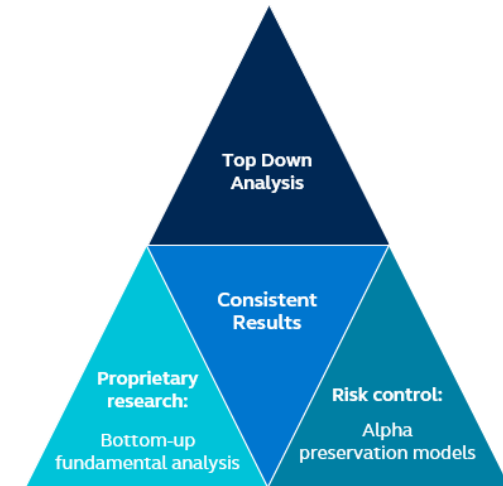 Top Down
Analysis
Consistent
Results
Proprietary
research:
Bottom-up
fundamental analysis
Risk control:
Alpha
preservation models